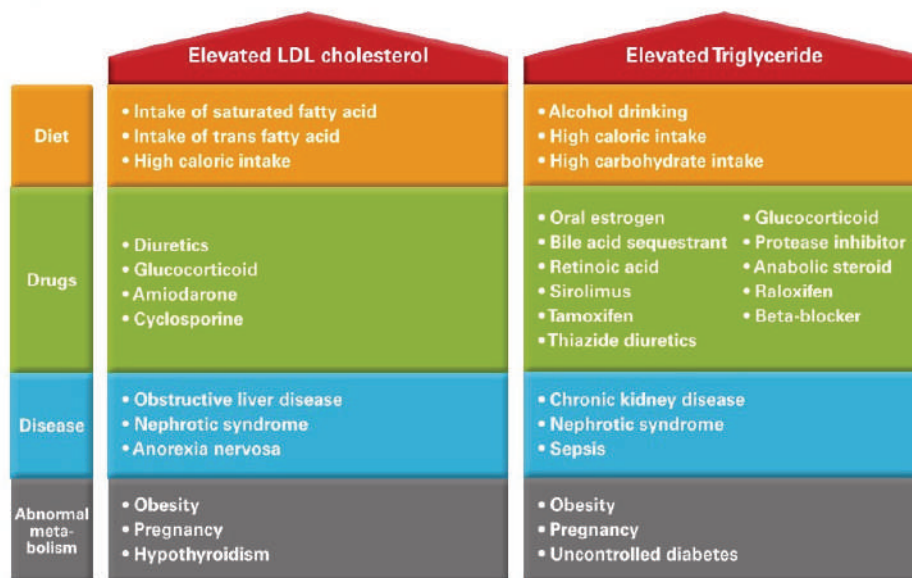 Elevated LDL cholesterol
Elevated Triglyceride
Diet
• Intake of saturated fatty acid
• Intake of trans fatty acid
• High caloric intake
• Alcohol drinking
• High caloric intake
• High carbohydrate intake
Drugs
• Diuretics
• Glucocorticoid
• Amiodarone
• Cyclosporine
• Oral estrogen
• Bile acid sequestrant
• Retinoic acid
• Sirolimus
• Tamoxifen
• Thiazide diuretics
• Glucocorticoid
• Protease inhibitor
• Anabolic steroid
• Raloxifen
• Beta-blocker
Disease
• Obstructive liver disease
• Nephrotic syndrome
• Anorexia nervosa
• Chronic kidney disease
• Nephrotic syndrome
• Sepsis
Abnormal
meta-
bolism
• Obesity
• Pregnancy
• Hypothyroidism
• Obesity
• Pregnancy
• Uncontrolled diabetes